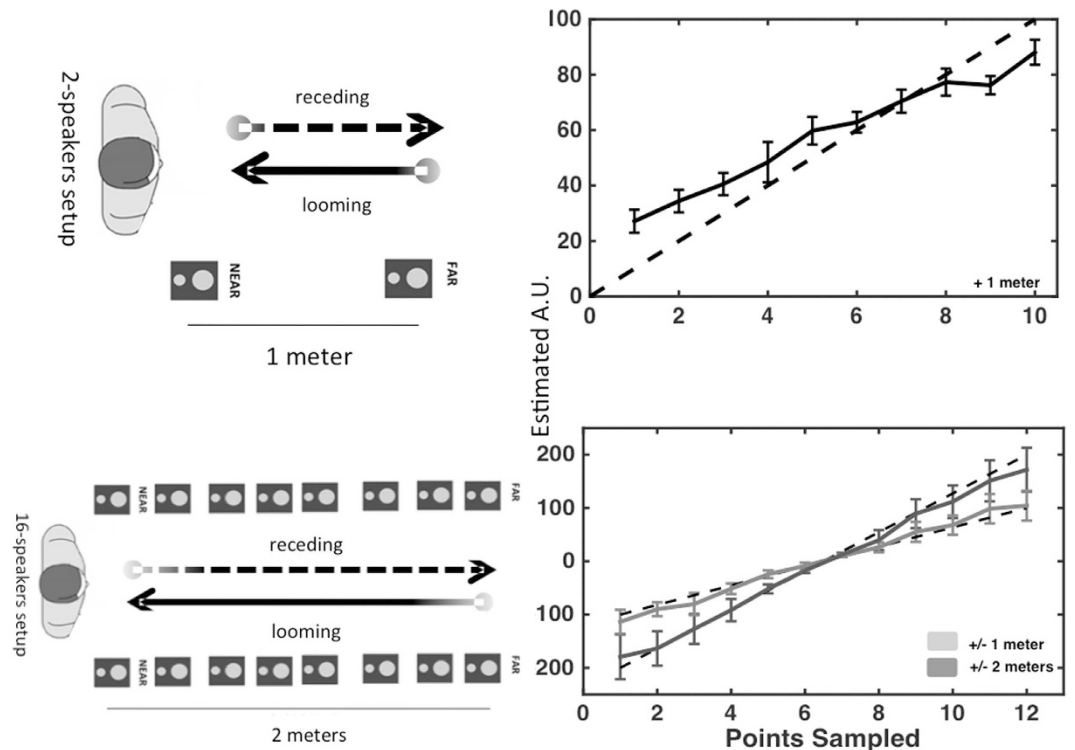 2-speakers setup
receding
looming
NEAR
FAR
1 meter
Estimated A.U.
100
80
60
40
20
0
+ 1 meter
0 2 4 6 8 10
16-speakers setup
NEAR
FAR
receding
looming
NEAR
FAR
2 meters
200
100
0
100
200
+/- 1 meter
+/- 2 meters
0 2 4 6 8 10 12
Points Sampled